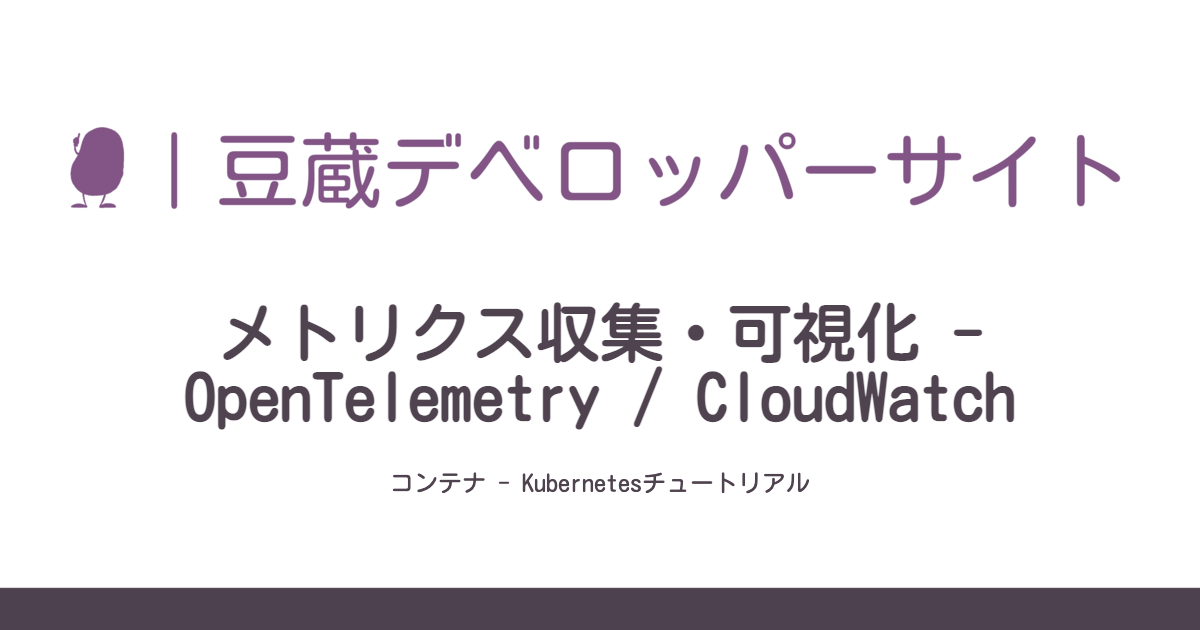 |豆蔵デベロッパーサイト
メトリクス収集・可視化 -
OpenTelemetry / CloudWatch
コンテナ - Kubernetesチュートリアル